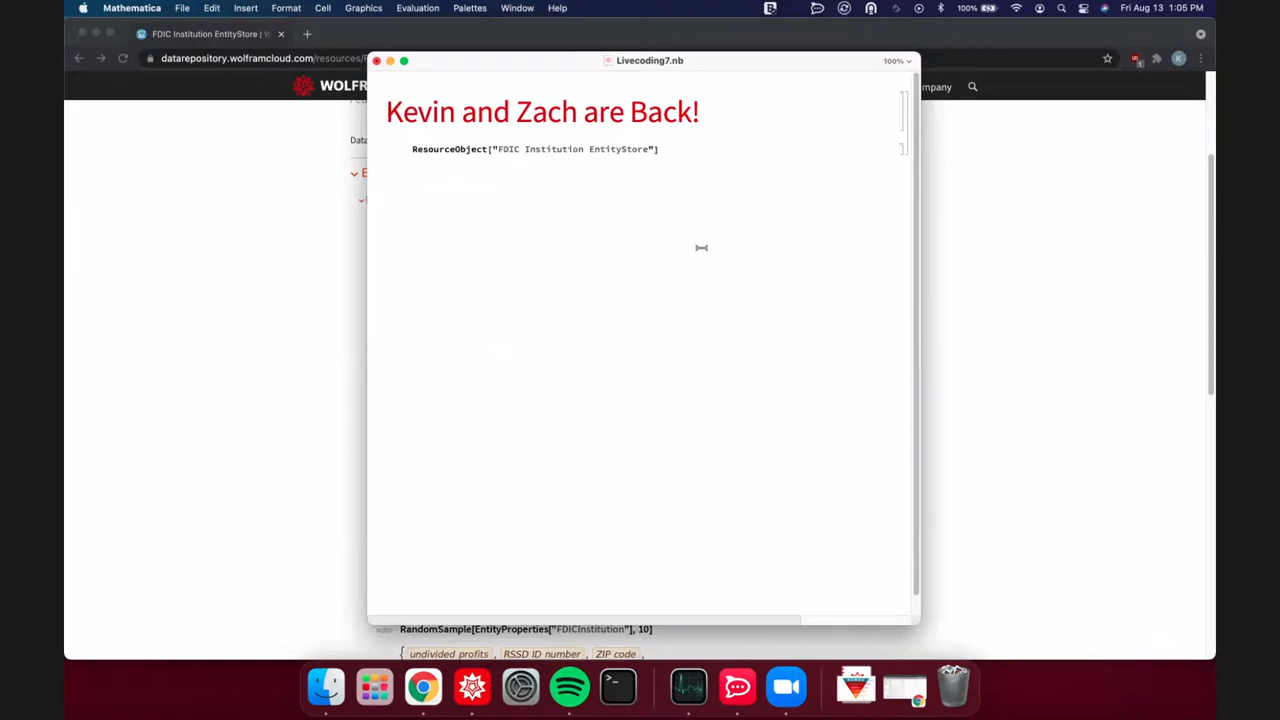 Mathematica File Edit Insert Format Cell Graphics Evaluation Palettes Window Help 100% Fri Aug 13 1:05 PM
FDIC Institution EntityStore | W
datarepository.wolframcloud.com/resources/
K
Livecoding7.nb
100%
WOLFR
mpany
Kevin and Zach are Back!
Data
ResourceObject["FDIC Institution EntityStore"]
E
RandomSample[EntityProperties["FDICInstitution"], 10]
{ undivided profits , RSSD ID number , ZIP code ,